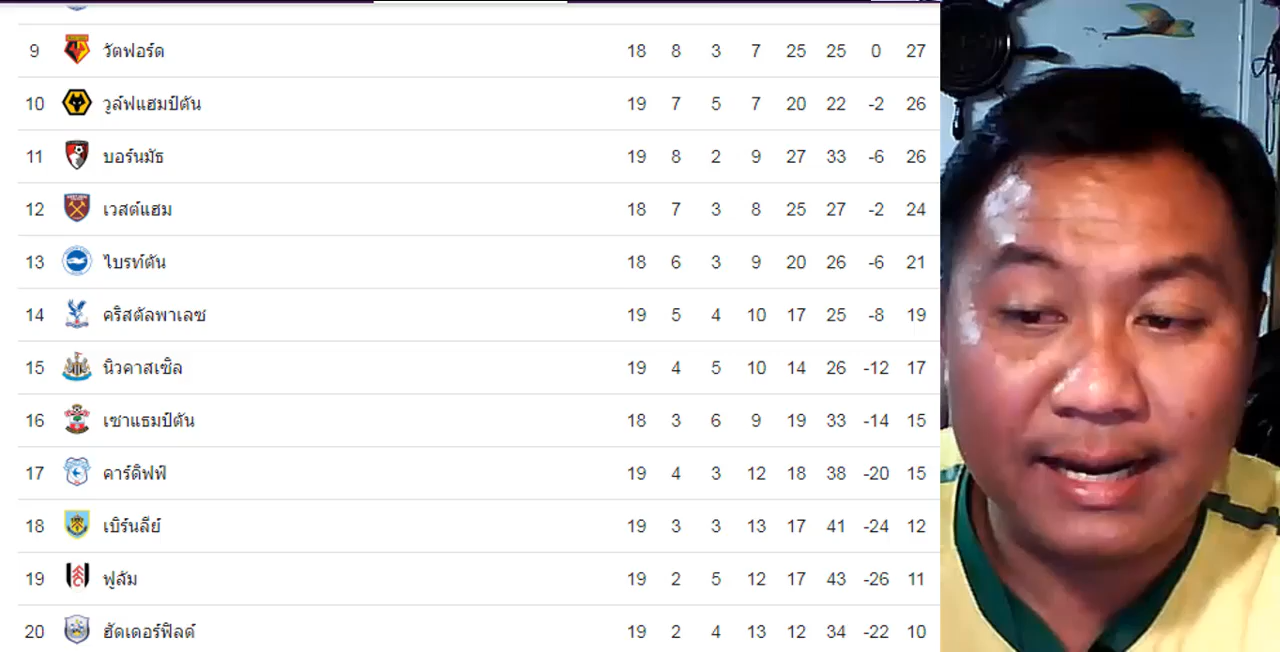 9 วัตฟอร์ด 18 8 3 7 25 25 0 27
10 วูล์ฟแฮมป์ตัน 19 7 5 7 20 22 -2 26
11 บอร์นมัธ 19 8 2 9 27 33 -6 26
12 เวสต์แฮม 18 7 3 8 25 27 -2 24
13 ไบรท์ตัน 18 6 3 9 20 26 -6 21
14 คริสตัลพาเลซ 19 5 4 10 17 25 -8 19
15 นิวคาสเซิ่ล 19 4 5 10 14 26 -12 17
16 เซาแธมป์ตัน 18 3 6 9 19 33 -14 15
17 คาร์ดิฟฟ์ 19 4 3 12 18 38 -20 15
18 เบิร์นลีย์ 19 3 3 13 17 41 -24 12
19 ฟูลัม 19 2 5 12 17 43 -26 11
20 ฮัดเดอร์ฟิลด์ 19 2 4 13 12 34 -22 10